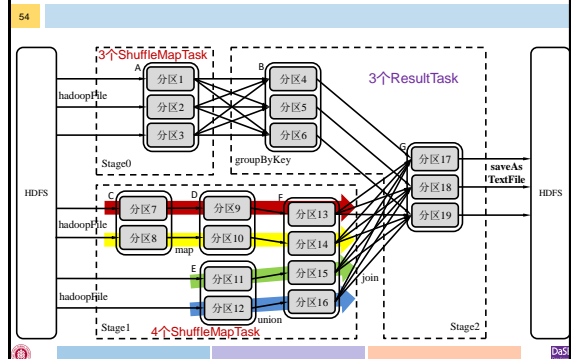 54
3个ShuffleMapTask
3个ResultTask
A
B
分区1
分区2
分区3
分区4
分区5
分区6
hadoopFile
Stage0
groupByKey
HDFS
G
分区17
分区18
分区19
saveAs
TextFile
HDFS
C
D
F
分区7
分区8
分区9
分区10
分区13
分区14
分区15
分区16
hadoopFile
map
E
分区11
分区12
join
hadoopFile
union
Stage1
4个ShuffleMapTask
Stage2
DaSE